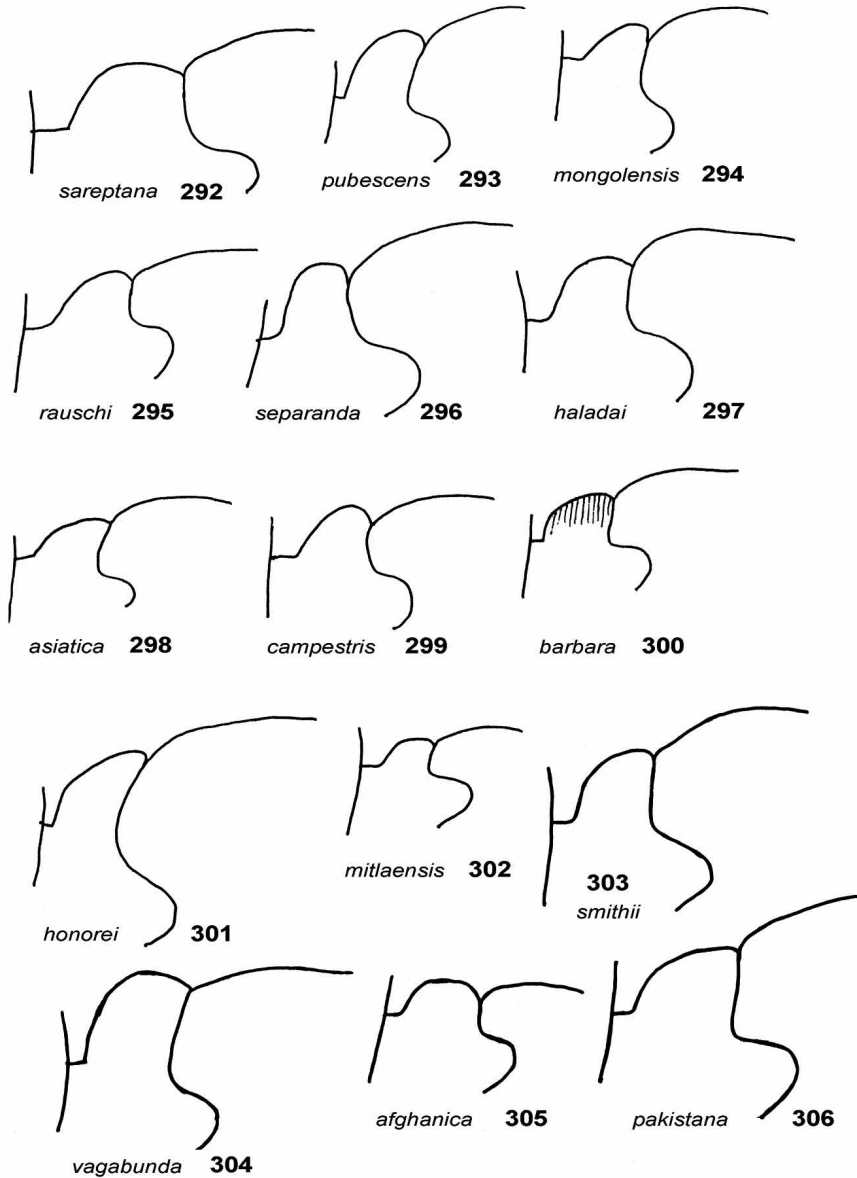 sareptana 292
pubescens 293
mongolensis 294
rauschi 295
separanda 296
haladai 297
asiatica 298
campestris 299
barbara 300
honorei 301
mitlaensis 302
303
smithii
vagabunda 304
afghanica 305
pakistana 306